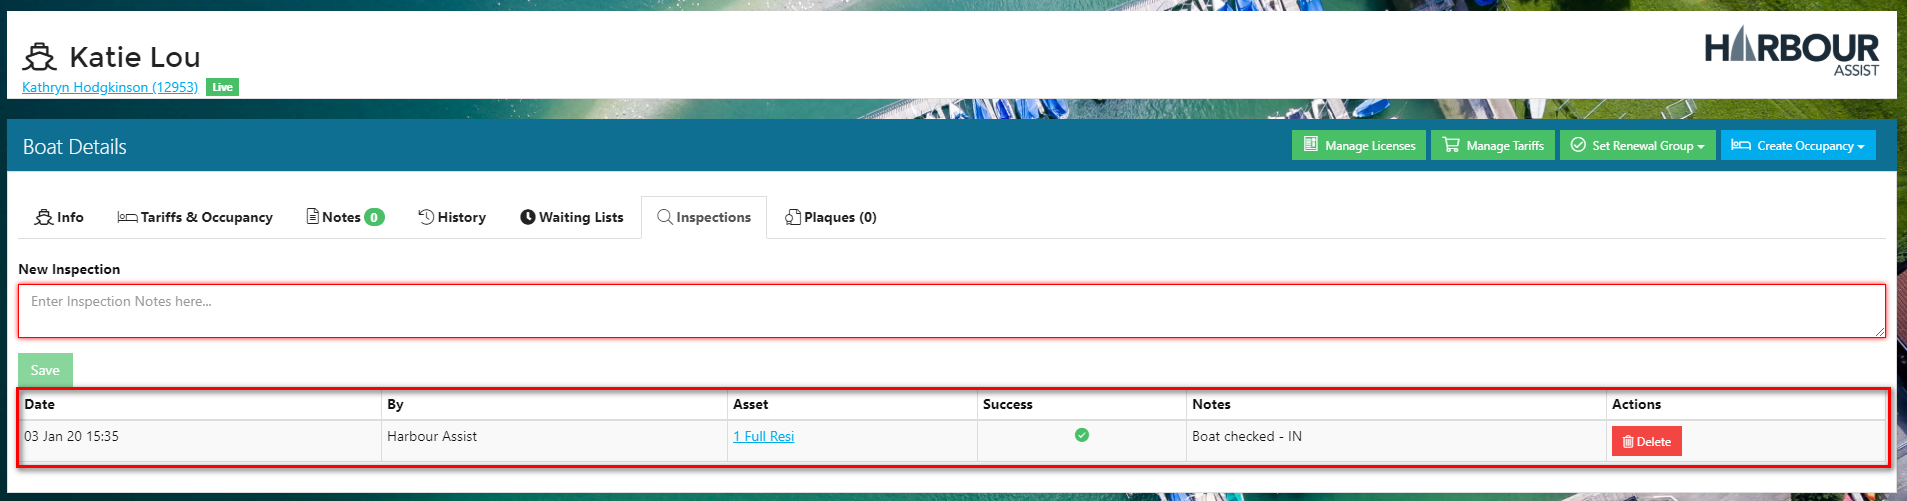 Katie Lou
HARBOUR
ASSIST
Kathryn Hodgkinson (12953) Live
Boat Details
Manage Licenses Manage Tariffs Set Renewal Group Create Occupancy
Info Tariffs & Occupancy Notes 0 History Waiting Lists Inspections Plaques (0)
New Inspection
Enter Inspection Notes here...
Save
Date By Asset Success Notes Actions
03 Jan 20 15:35 Harbour Assist 1 Full Resi Boat checked - IN Delete